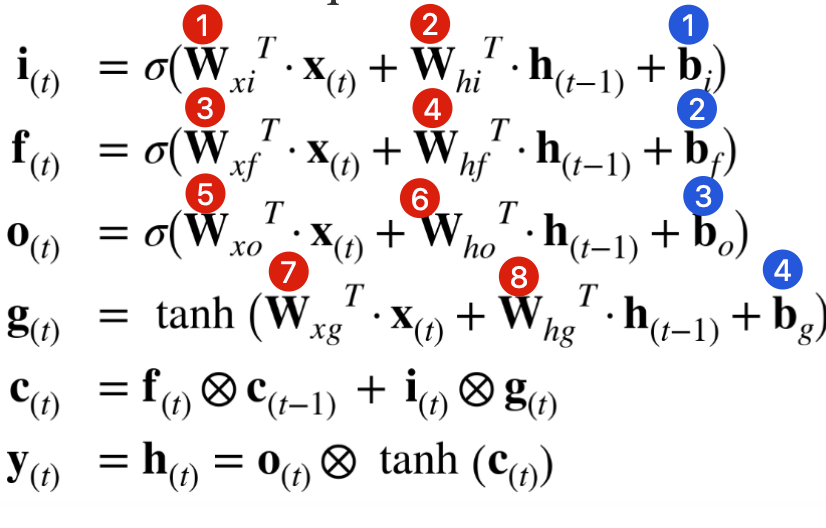 1 2 1
i(t) = σ(Wxi^T · x(t) + Whi^T · h(t−1) + bi)
3 4 2
f(t) = σ(Wxf^T · x(t) + Whf^T · h(t−1) + bf)
5 6 3
o(t) = σ(Wxo^T · x(t) + Who^T · h(t−1) + bo)
7 8 4
g(t) = tanh (Wxg^T · x(t) + Whg^T · h(t−1) + bg)
c(t) = f(t) ⊗ c(t−1) + i(t) ⊗ g(t)
y(t) = h(t) = o(t) ⊗ tanh (c(t))